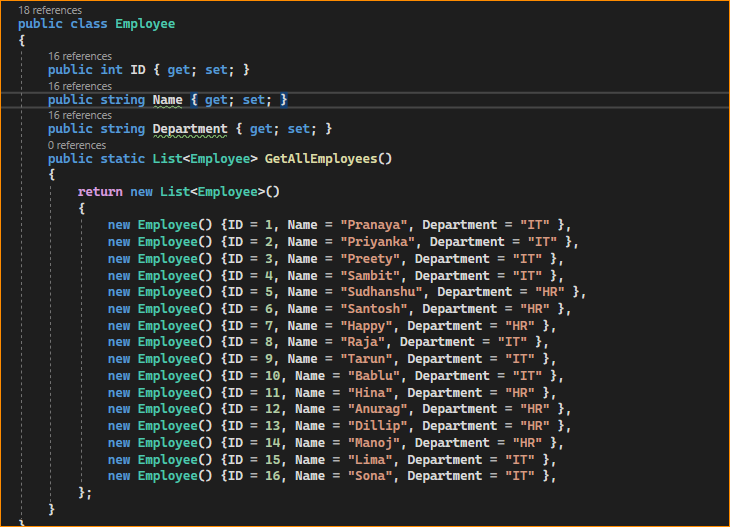 18 references
public class Employee
{
16 references
public int ID { get; set; }
16 references
public string Name { get; set; }
16 references
public string Department { get; set; }
0 references
public static List<Employee> GetAllEmployees()
{
return new List<Employee>()
{
new Employee() {ID = 1, Name = "Pranaya", Department = "IT" },
new Employee() {ID = 2, Name = "Priyanka", Department = "IT" },
new Employee() {ID = 3, Name = "Preety", Department = "IT" },
new Employee() {ID = 4, Name = "Sambit", Department = "IT" },
new Employee() {ID = 5, Name = "Sudhanshu", Department = "HR" },
new Employee() {ID = 6, Name = "Santosh", Department = "HR" },
new Employee() {ID = 7, Name = "Happy", Department = "HR" },
new Employee() {ID = 8, Name = "Raja", Department = "IT" },
new Employee() {ID = 9, Name = "Tarun", Department = "IT" },
new Employee() {ID = 10, Name = "Bablu", Department = "IT" },
new Employee() {ID = 11, Name = "Hina", Department = "HR" },
new Employee() {ID = 12, Name = "Anurag", Department = "HR" },
new Employee() {ID = 13, Name = "Dillip", Department = "HR" },
new Employee() {ID = 14, Name = "Manoj", Department = "HR" },
new Employee() {ID = 15, Name = "Lima", Department = "IT" },
new Employee() {ID = 16, Name = "Sona", Department = "IT" },
};
}
}